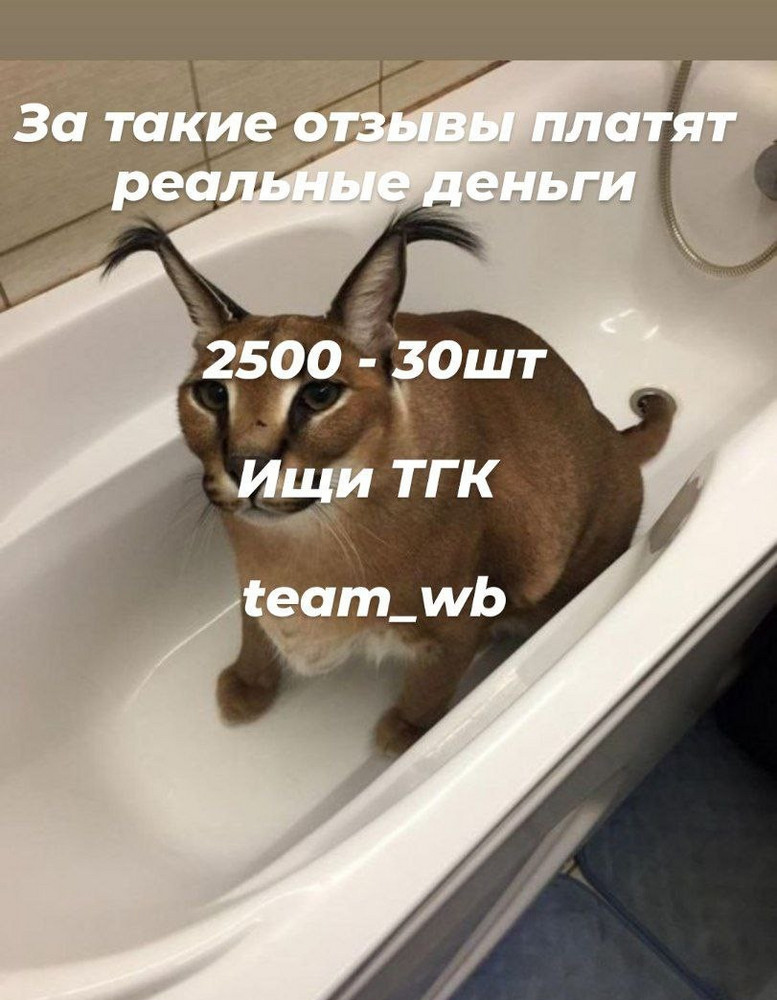 За такие отзывы платят
реальные деньги
2500 - 30шт
Ищи ТГК
team_wb